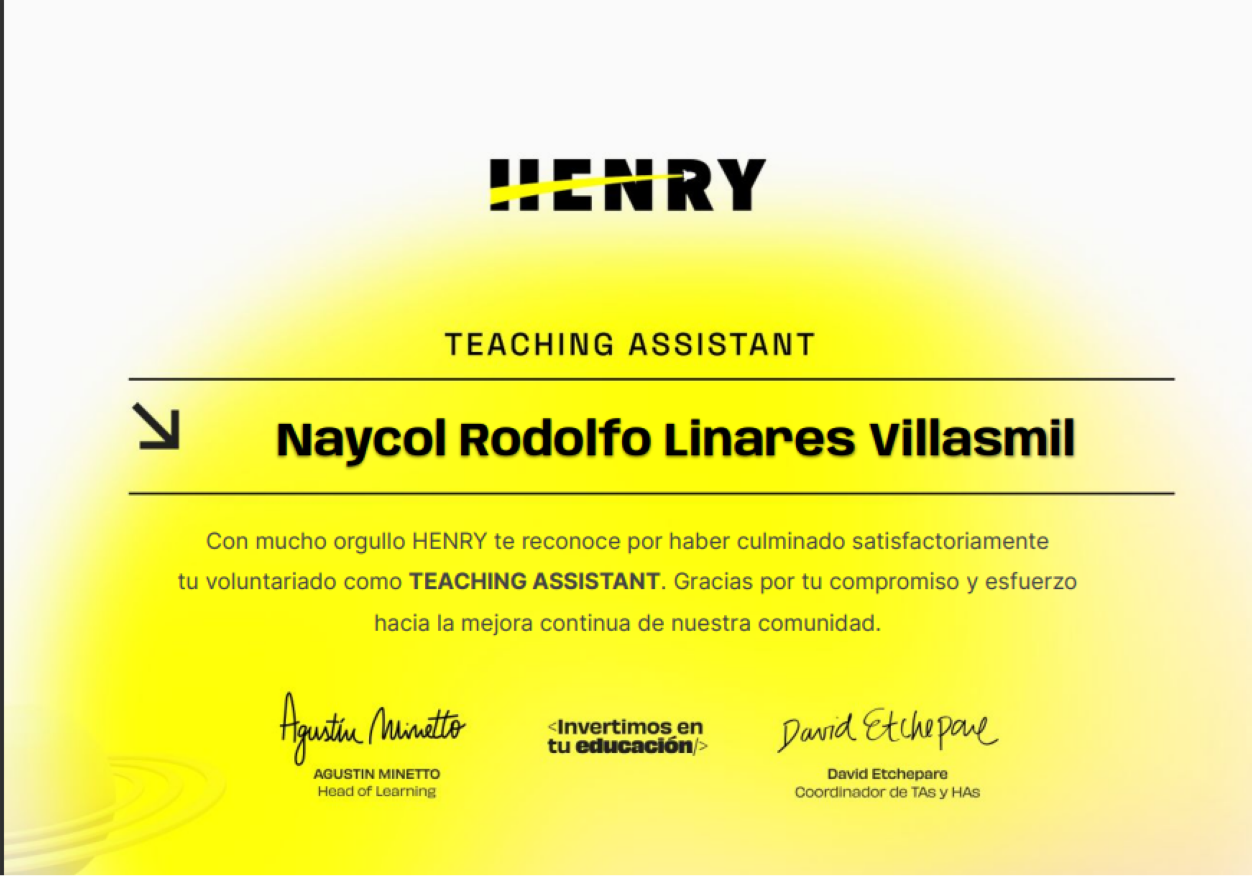 HENRY
TEACHING ASSISTANT
Naycol Rodolfo Linares Villasmil
Con mucho orgullo HENRY te reconoce por haber culminado satisfactoriamente
tu voluntariado como TEACHING ASSISTANT. Gracias por tu compromiso y esfuerzo
hacia la mejora continua de nuestra comunidad.
Agustín Minetto
AGUSTIN MINETTO
Head of Learning
<Invertimos en
tu educación/>
David Etchepare
David Etchepare
Coordinador de TAs y HAs